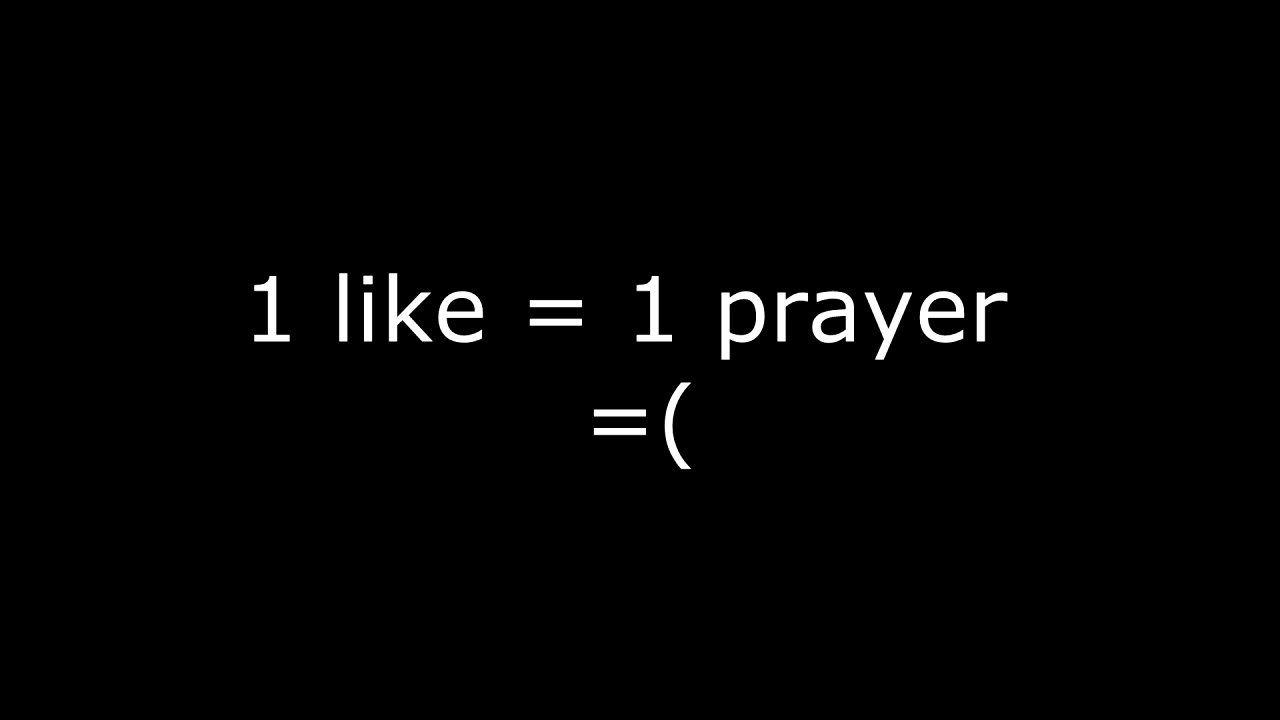 1 like = 1 prayer
=(